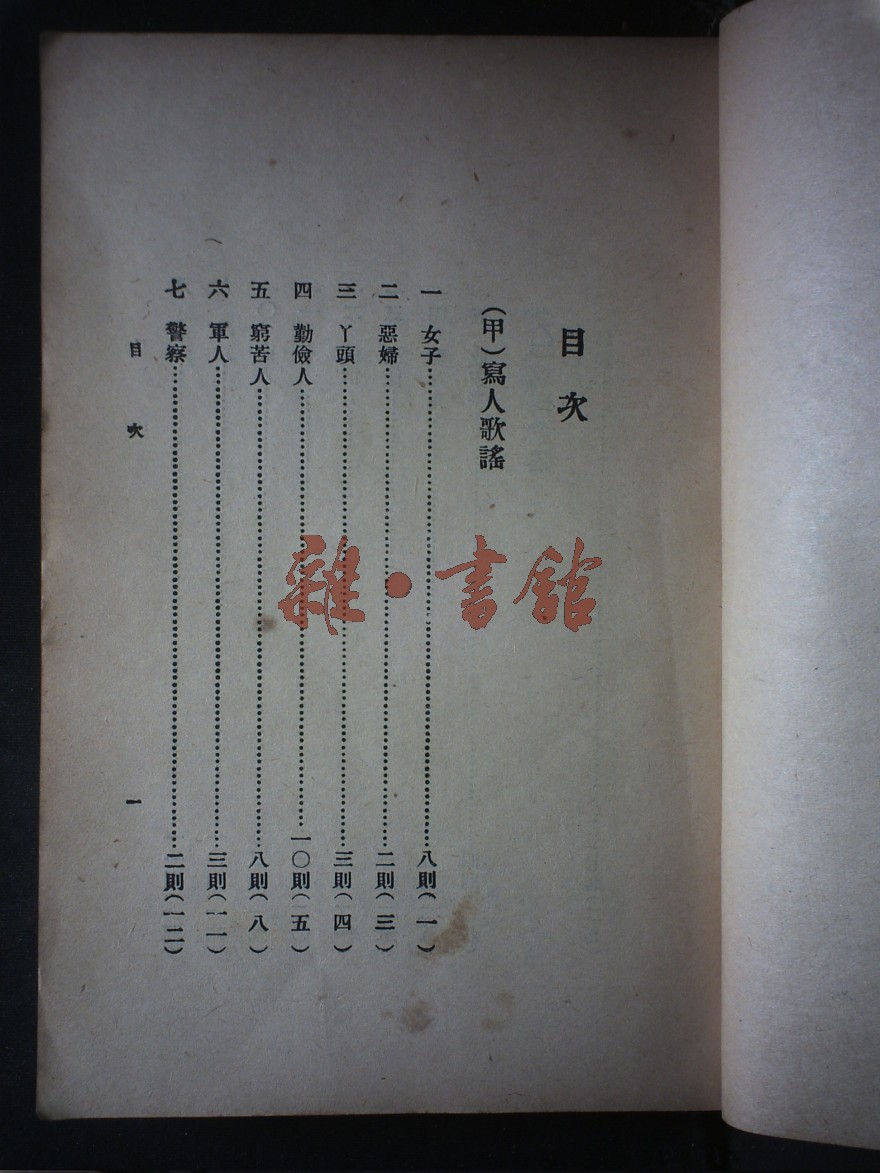 目次
(甲)寫人歌謠
一 女子……八則(一)
二 惡婦……二則(三)
三 丫頭……三則(四)
四 勤儉人……一〇則(五)
五 窮苦人……八則(八)
六 軍人……三則(一一)
七 警察……二則(一二)
目次 一
雜·書館